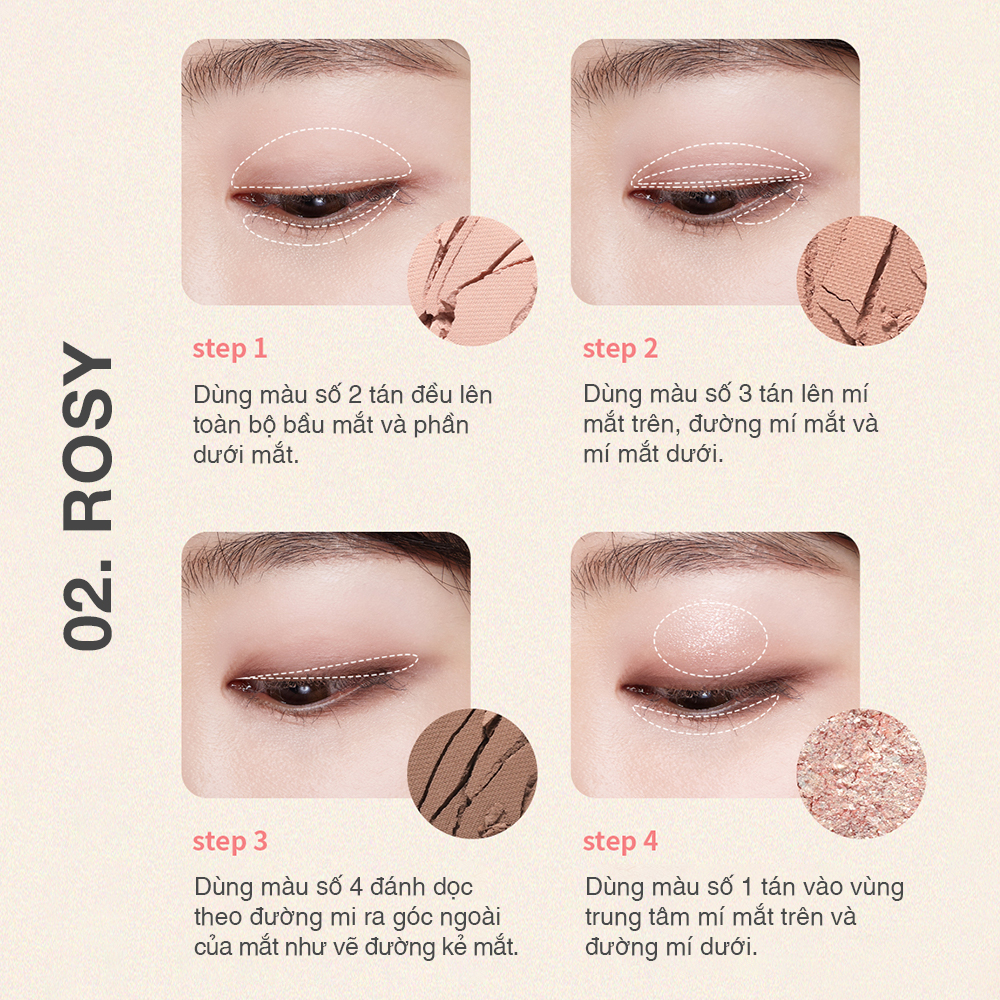 02. ROSY
step 1
Dùng màu số 2 tán đều lên
toàn bộ bầu mắt và phần
dưới mắt.
step 2
Dùng màu số 3 tán lên mí
mắt trên, đường mí mắt và
mí mắt dưới.
step 3
Dùng màu số 4 đánh dọc
theo đường mi ra góc ngoài
của mắt như vẽ đường kẻ mắt.
step 4
Dùng màu số 1 tán vào vùng
trung tâm mí mắt trên và
đường mí dưới.